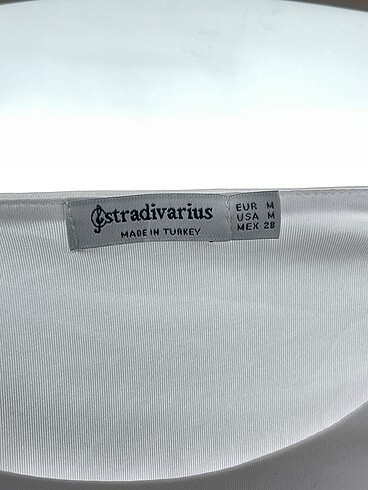 stradivarius
MADE IN TURKEY
EUR M
USA M
MEX 28